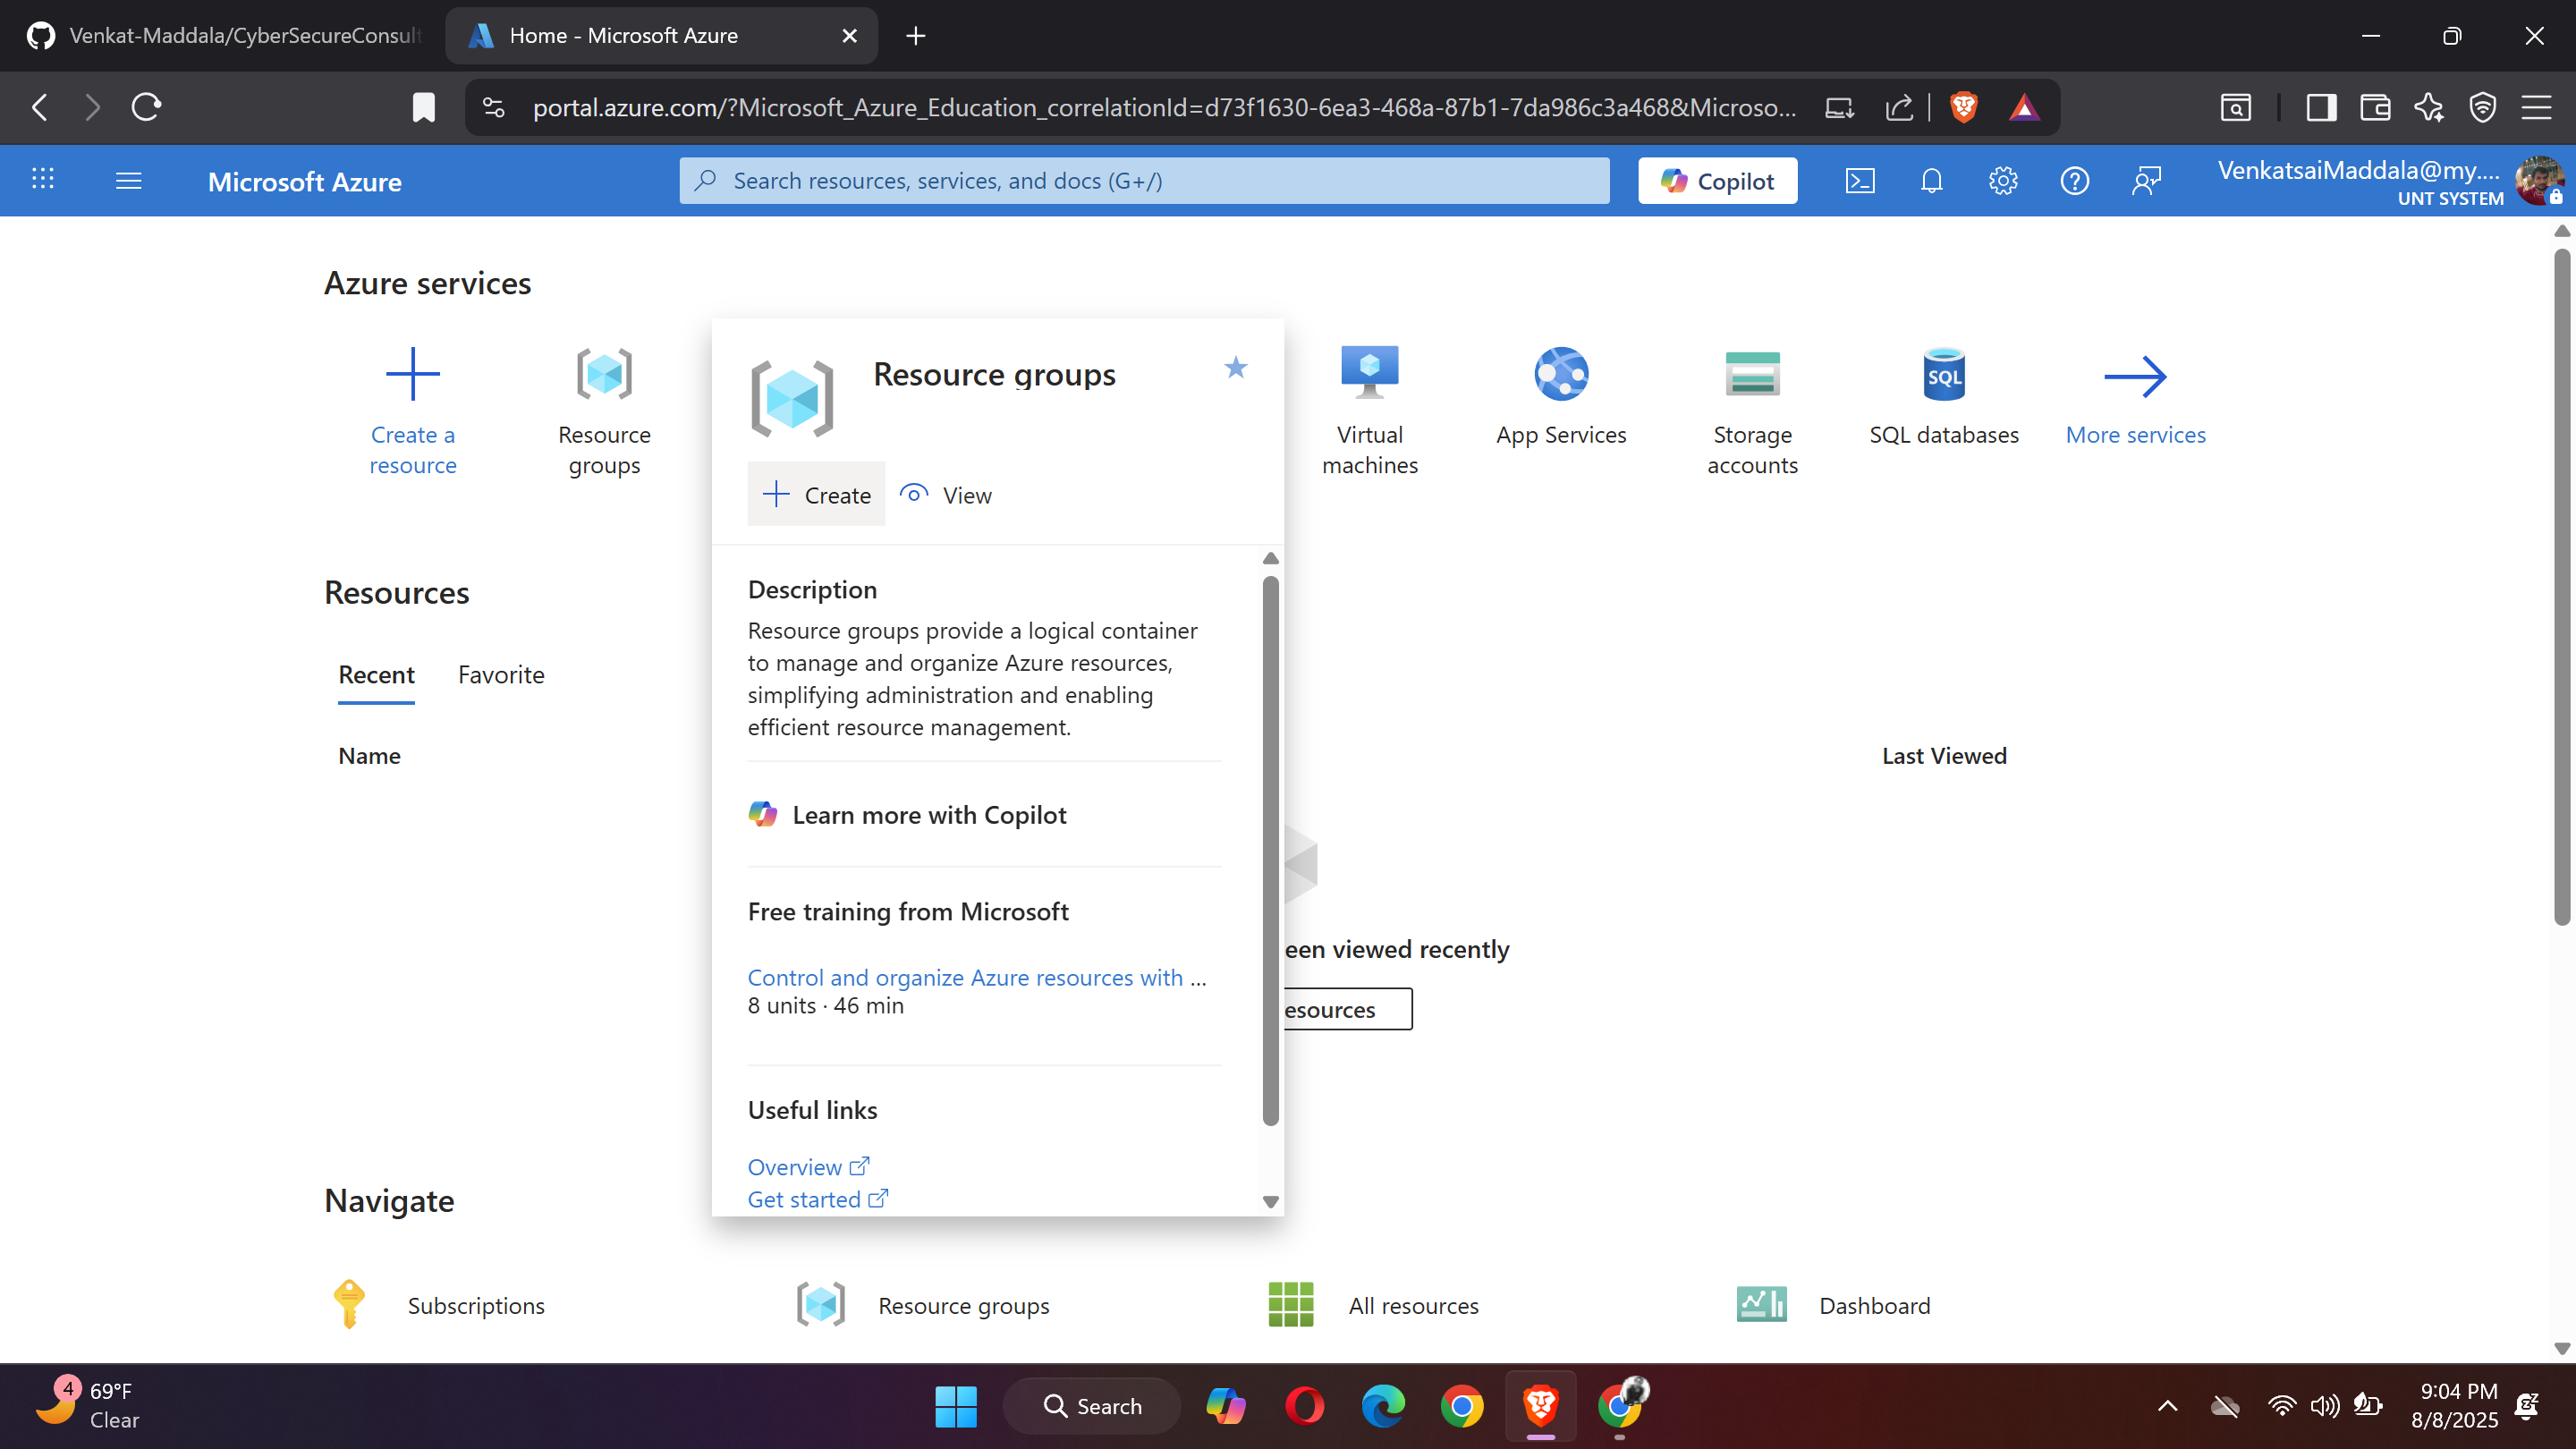 Venkat-Maddala/CyberSecureConsult
Home - Microsoft Azure
portal.azure.com/?Microsoft_Azure_Education_correlationId=d73f1630-6ea3-468a-87b1-7da986c3a468&Microso...
Microsoft Azure
Search resources, services, and docs (G+/)
Copilot
VenkatsaiMaddala@my....
UNT SYSTEM
Azure services
Create a
resource
Resource
groups
Resource groups
Create
View
Virtual
machines
App Services
Storage
accounts
SQL
SQL databases
More services
Description
Resource groups provide a logical container
to manage and organize Azure resources,
simplifying administration and enabling
efficient resource management.
Learn more with Copilot
Free training from Microsoft
Control and organize Azure resources with ...
8 units · 46 min
Useful links
Overview
Get started
Resources
Recent
Favorite
Name
Last Viewed
een viewed recently
esources
Navigate
Subscriptions
Resource groups
All resources
Dashboard
4
69°F
Clear
Search
9:04 PM
8/8/2025